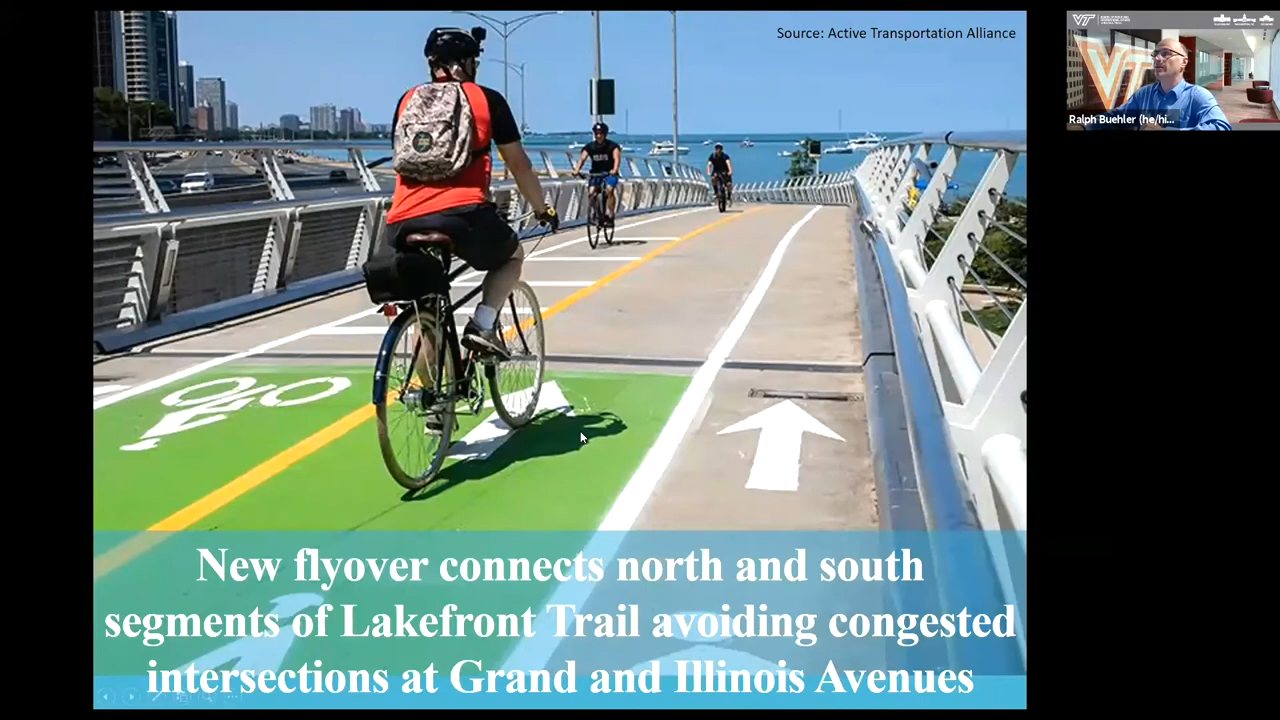 Source: Active Transportation Alliance
VT
Ralph Buehler (he/hi...
New flyover connects north and south
segments of Lakefront Trail avoiding congested
intersections at Grand and Illinois Avenues